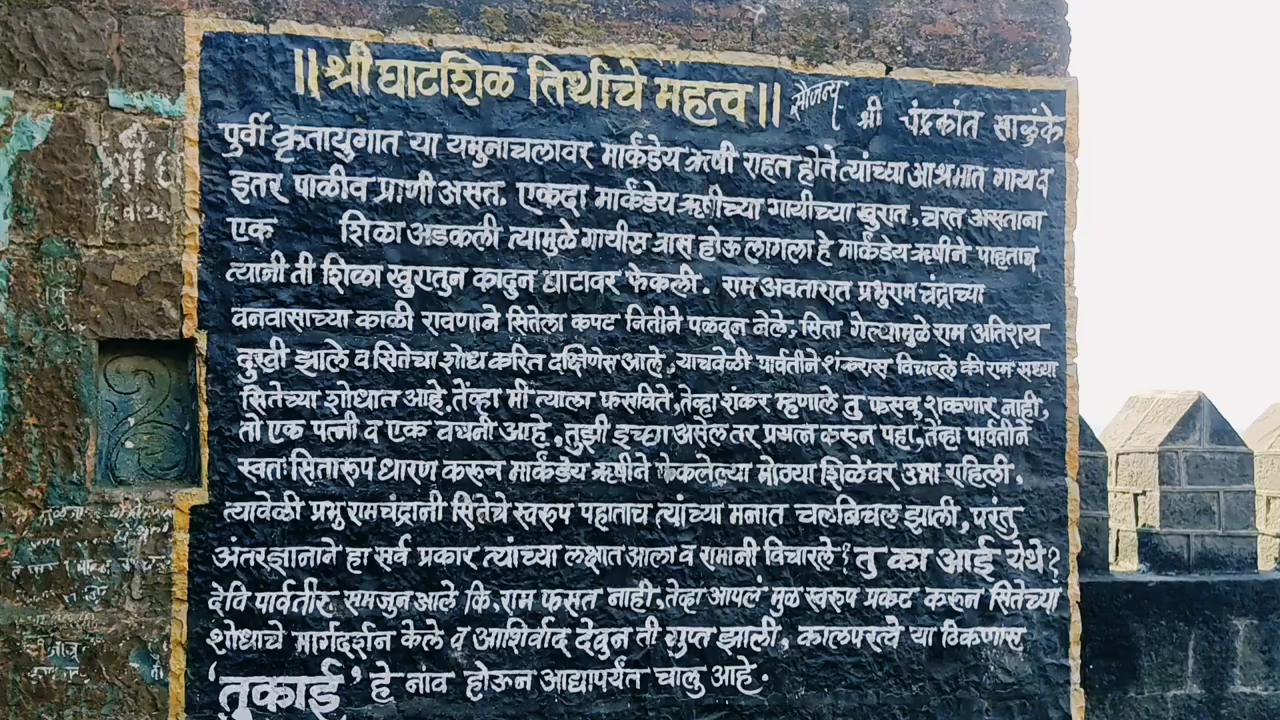 ||श्री घाटशिळ तिर्थाचे महत्व||
सौजन्य श्री चंद्रकांत साळुंके
पुर्वी कृतायुगात या यमुनाचलावर मार्कंडेय ऋषी राहत होते त्यांच्या आश्रमात गाय व
इतर पाळीव प्राणी असत. एकदा मार्कंडेय ऋषीच्या गायीच्या खुरात, चरत असताना
एक शिळा अडकली त्यामुळे गायीस त्रास होऊ लागला हे मार्कंडेय ऋषीने पाहताच
त्यानी ती शिळा खुरातुन काढुन घाटावर फेकली. राम अवतारात प्रभुराम चंद्राच्या
वनवासाच्या काळी रावणाने सितेला कपट नितीने पळवून नेले, सिता गेल्यामुळे राम अतिशय
दुखी झाले व सितेचा शोध करित दक्षिणेस आले, याचवेळी पार्वतीने शंकरास विचारले की राम सध्या
सितेच्या शोधात आहे. तेंव्हा मी त्याला फसविते, तेव्हा शंकर म्हणाले तु फसवू शकणार नाही,
तो एक पत्नी व एक वचनी आहे, तुझी इच्छा असेल तर प्रयत्न करुन पहा, तेव्हा पार्वतीने
स्वतः सितारूप धारण करून मार्कंडेय ऋषीने फेकलेल्या मोठ्या शिळेवर उभा राहिली.
त्यावेळी प्रभु रामचंद्रानी सितेचे स्वरुप पहाताच त्यांच्या मनात चलबिचल झाली, परंतु
अंतरज्ञानाने हा सर्व प्रकार त्यांच्या लक्षात आला व रामानी विचारले? तु का आई येथे?
देवि पार्वतीस समजुन आले कि, राम फसत नाही, तेव्हा आपलं मुळ स्वरुप प्रकट करून सितेच्या
शोधाचे मार्गदर्शन केले व आशिर्वाद देवुन ती गुप्त झाली, कालपरत्वे या ठिकणास
'तुकाई' हे नांव होऊन आद्यापर्यंत चालु आहे.
श्री